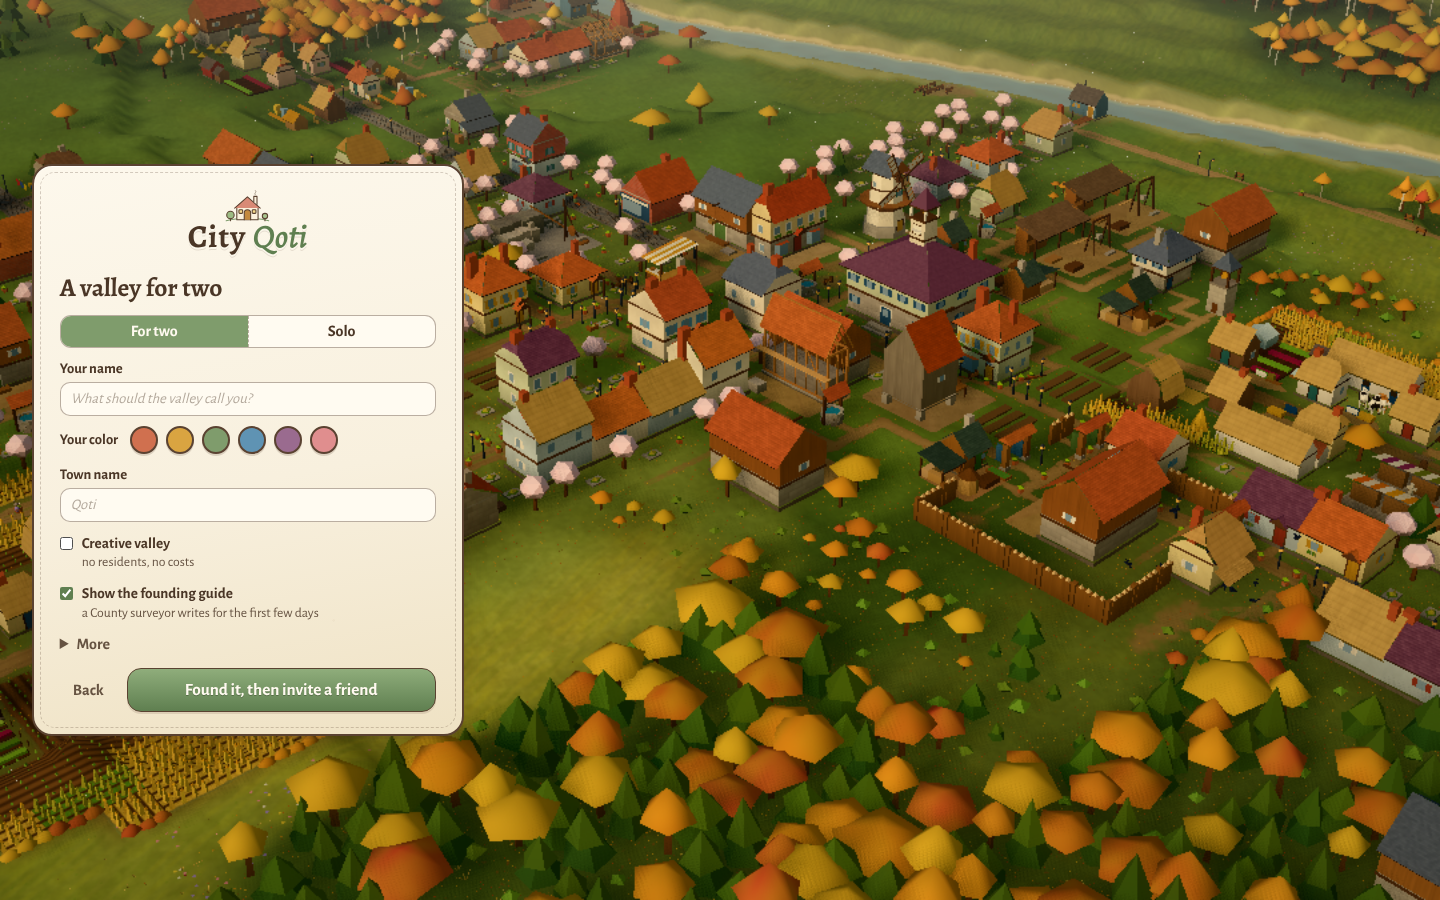 City Qoti
A valley for two
For two
Solo
Your name
What should the valley call you?
Your color
Town name
Qoti
Creative valley
no residents, no costs
Show the founding guide
a County surveyor writes for the first few days
More
Back
Found it, then invite a friend